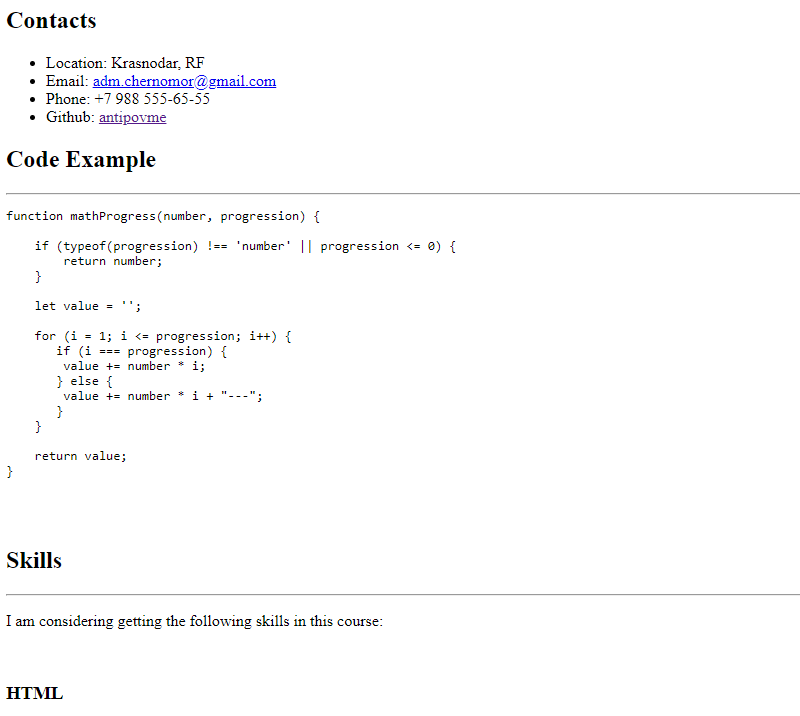 Contacts
Location: Krasnodar, RF
Email: adm.chernomor@gmail.com
Phone: +7 988 555-65-55
Github: antipovme
Code Example
function mathProgress(number, progression) {
    if (typeof(progression) !== 'number' || progression <= 0) {
        return number;
    }
    let value = '';
    for (i = 1; i <= progression; i++) {
       if (i === progression) {
        value += number * i;
       } else {
        value += number * i + "---";
       }
    }
    return value;
}
Skills
I am considering getting the following skills in this course:
HTML